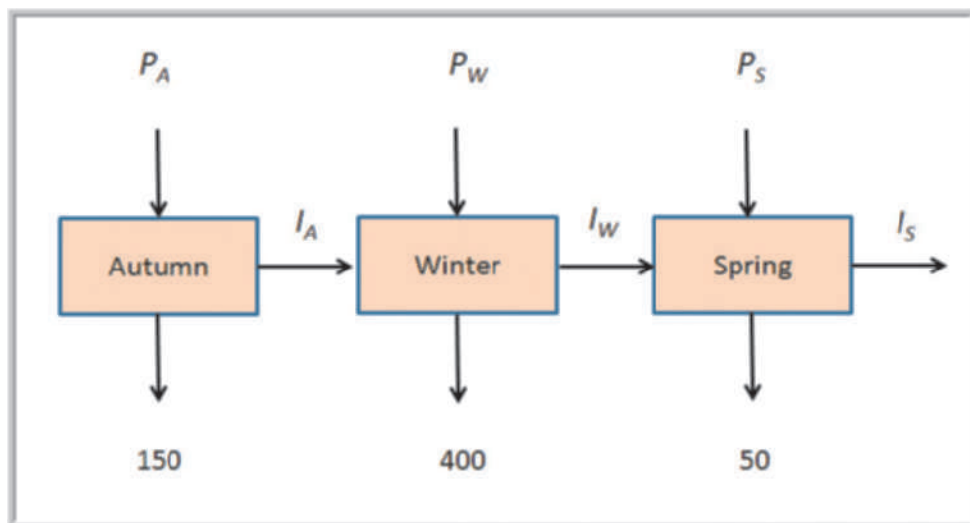 P_A P_W P_S
I_A I_W I_S
Autumn Winter Spring
150 400 50